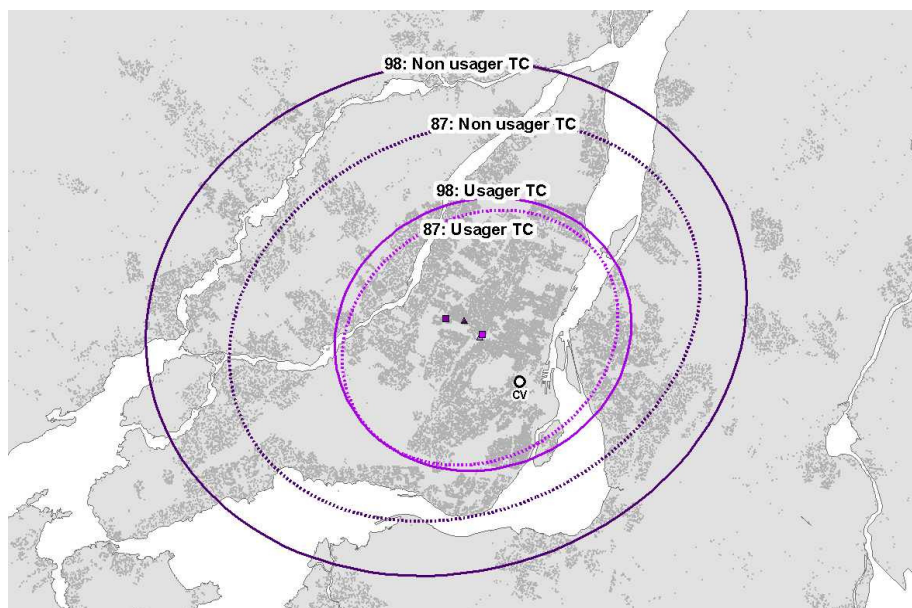 98: Non usager TC
87: Non usager TC
98: Usager TC
87: Usager TC
CV